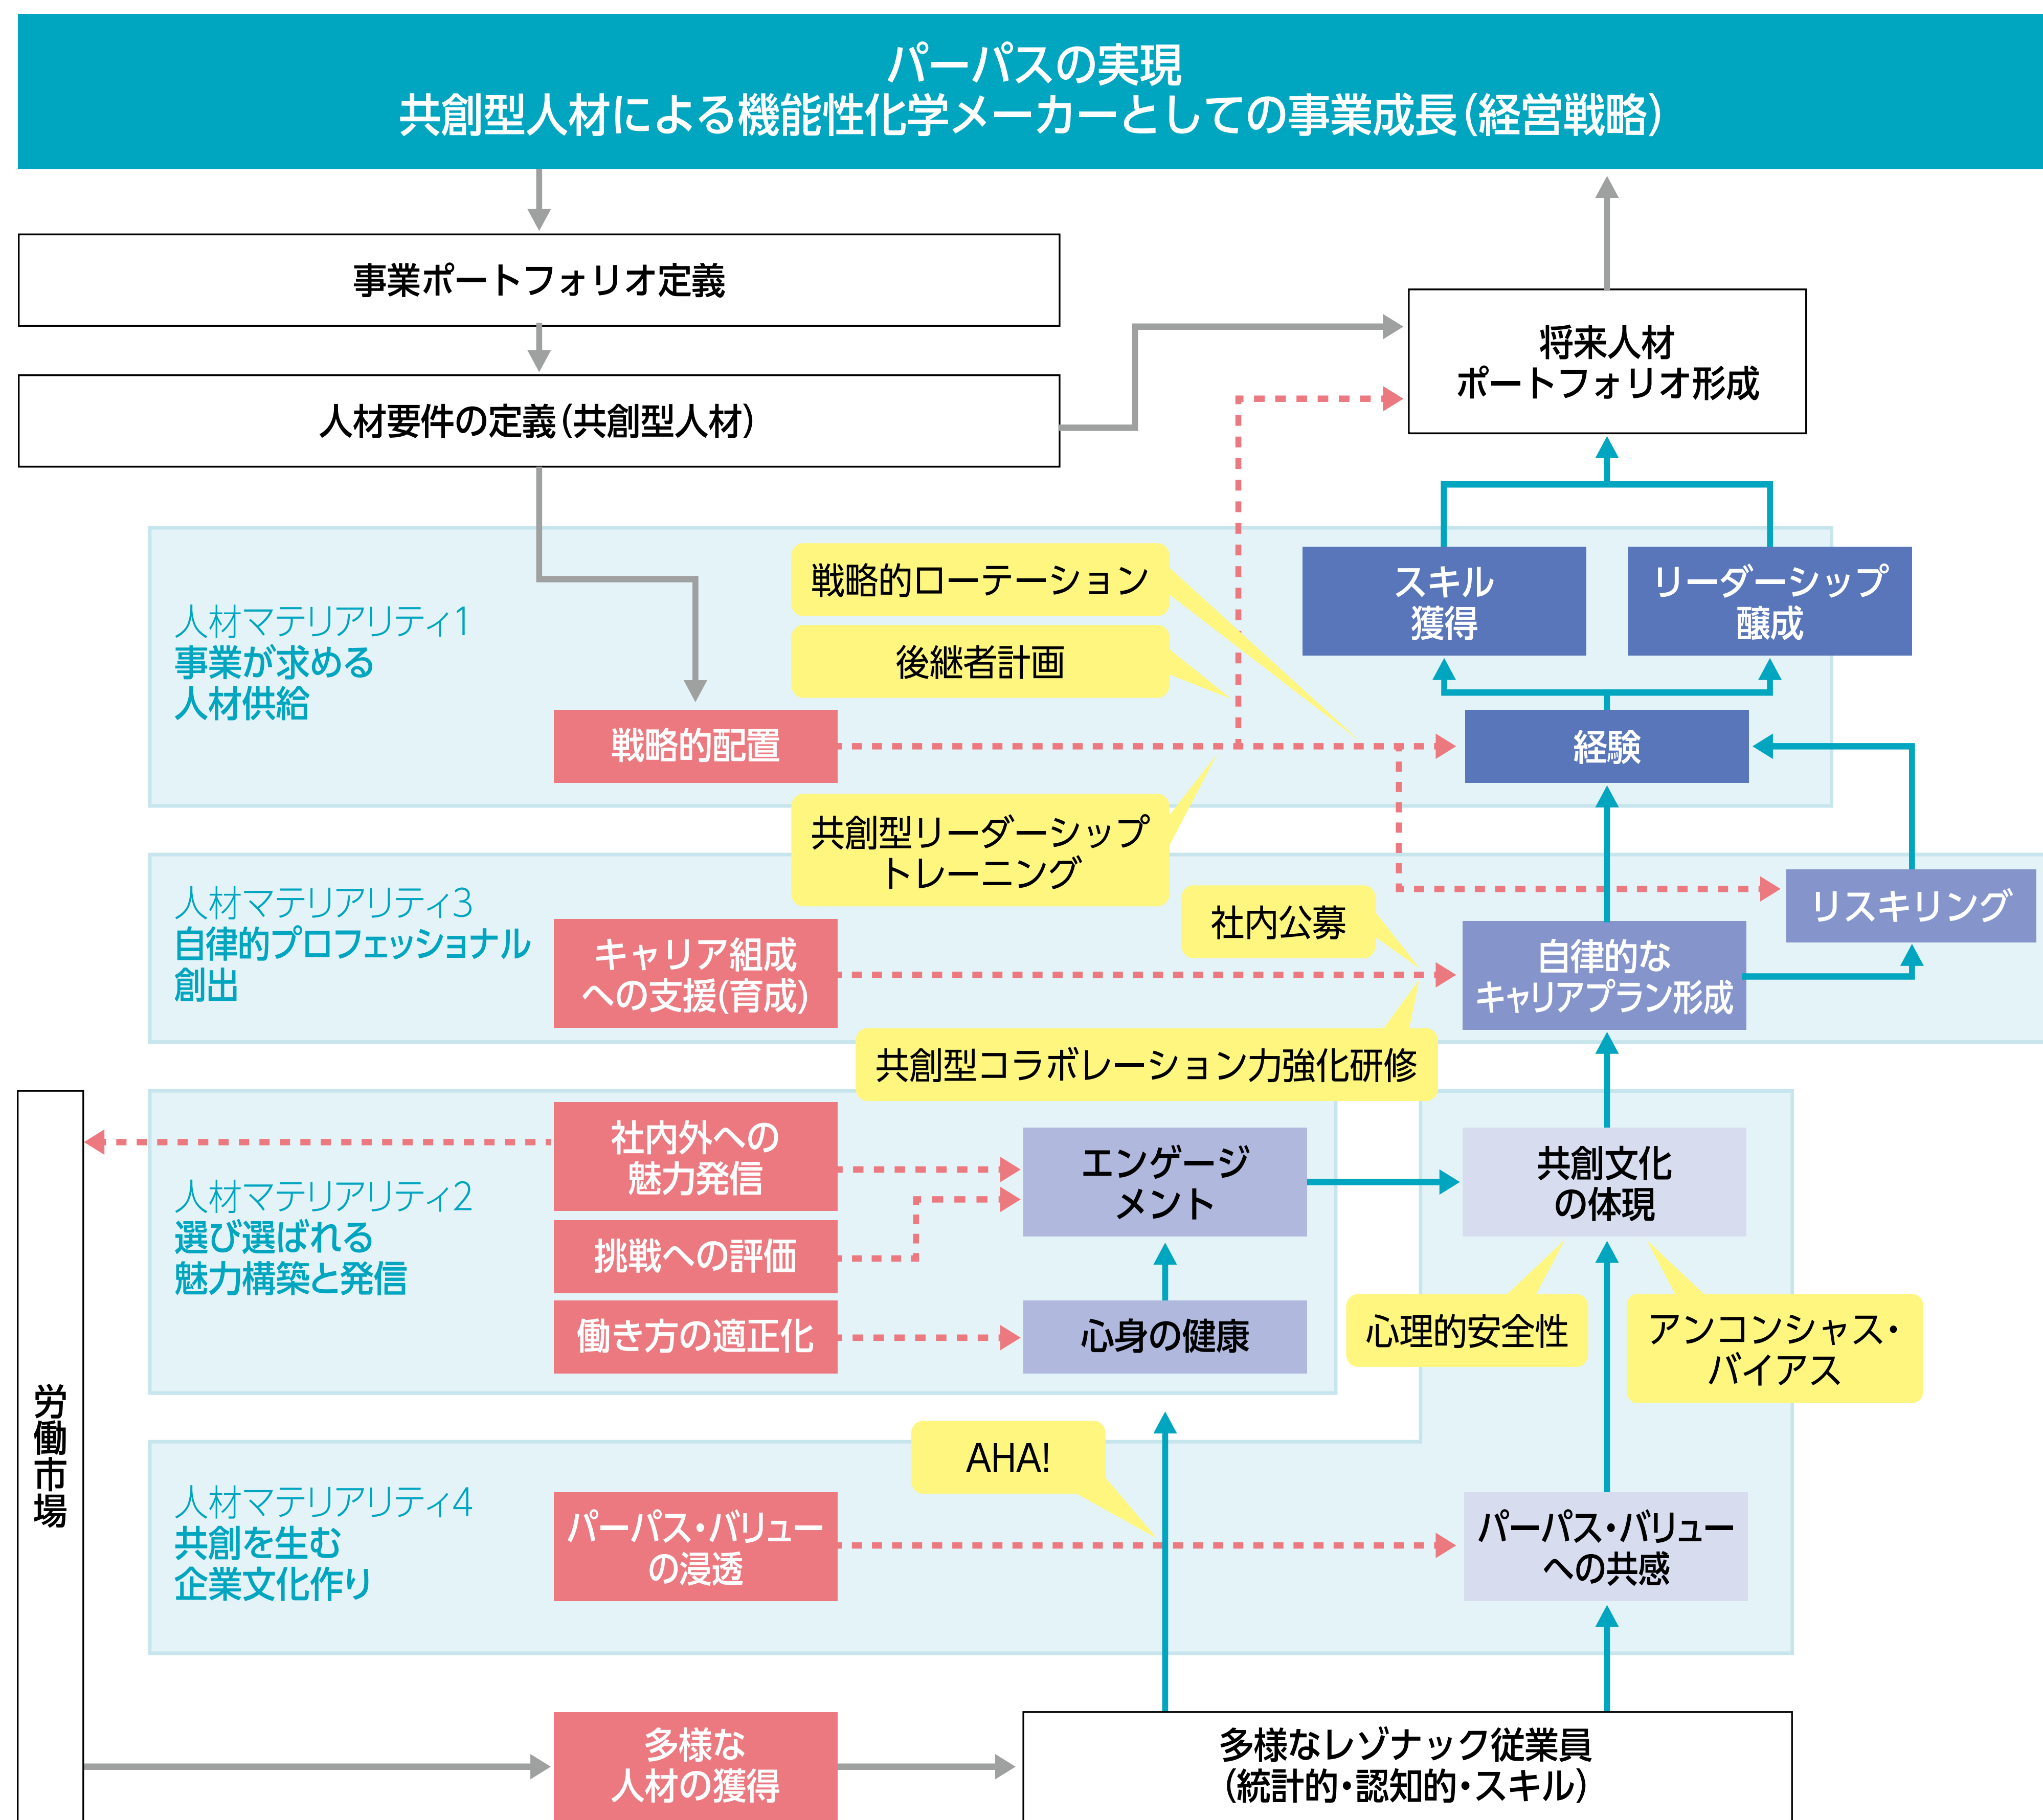 パーパスの実現
共創型人材による機能性化学メーカーとしての事業成長(経営戦略)
事業ポートフォリオ定義
人材要件の定義(共創型人材)
将来人材
ポートフォリオ形成
人材マテリアリティ1
事業が求める
人材供給
戦略的ローテーション
後継者計画
スキル
獲得
リーダーシップ
醸成
戦略的配置
経験
共創型リーダーシップ
トレーニング
人材マテリアリティ3
自律的プロフェッショナル
創出
キャリア組成
への支援(育成)
社内公募
自律的な
キャリアプラン形成
リスキリング
共創型コラボレーション力強化研修
労働市場
人材マテリアリティ2
選び選ばれる
魅力構築と発信
社内外への
魅力発信
挑戦への評価
働き方の適正化
エンゲージ
メント
心身の健康
共創文化
の体現
心理的安全性
アンコンシャス・
バイアス
AHA!
人材マテリアリティ4
共創を生む
企業文化作り
パーパス・バリュー
の浸透
パーパス・バリュー
への共感
多様な
人材の獲得
多様なレゾナック従業員
(統計的・認知的・スキル)